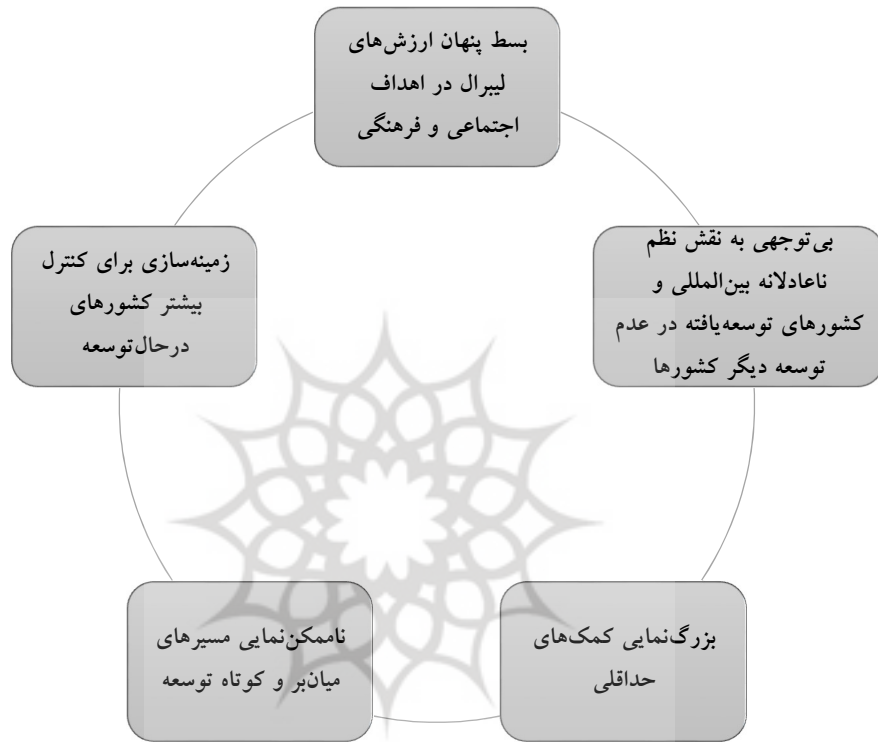 بسط پنهان ارزش‌های
لیبرال در اهداف
اجتماعی و فرهنگی
بی‌توجهی به نقش نظم
ناعادلانه بین‌المللی و
کشورهای توسعه‌یافته در عدم
توسعه دیگر کشورها
بزرگ‌نمایی کمک‌های
حداقلی
ناممکن‌نمایی مسیرهای
میان‌بر و کوتاه توسعه
زمینه‌سازی برای کنترل
بیشتر کشورهای
درحال‌توسعه